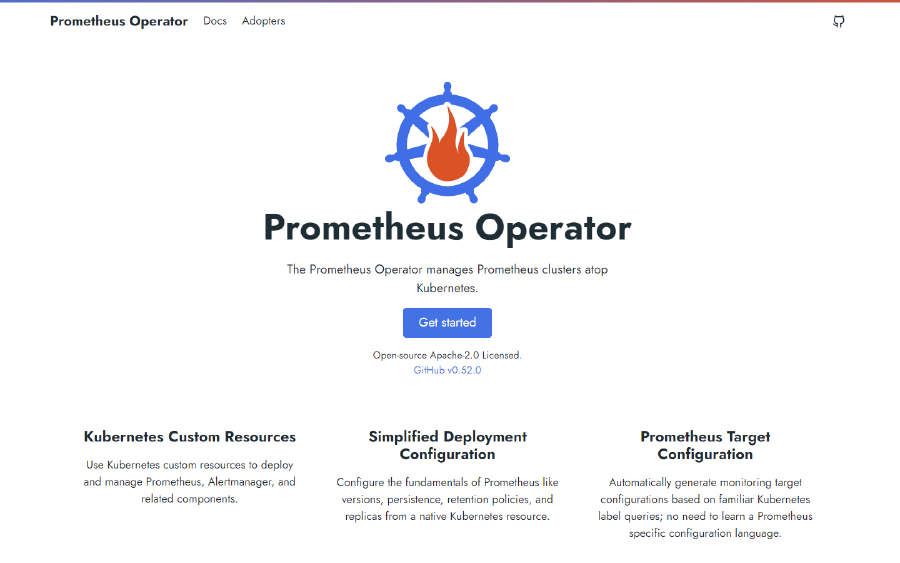 Prometheus Operator Docs Adopters
Prometheus Operator
The Prometheus Operator manages Prometheus clusters atop
Kubernetes.
Get started
Open-source Apache-2.0 Licensed.
GitHub v0.52.0
Kubernetes Custom Resources
Use Kubernetes custom resources to deploy
and manage Prometheus, Alertmanager, and
related components.
Simplified Deployment
Configuration
Configure the fundamentals of Prometheus like
versions, persistence, retention policies, and
replicas from a native Kubernetes resource.
Prometheus Target
Configuration
Automatically generate monitoring target
configurations based on familiar Kubernetes
label queries; no need to learn a Prometheus
specific configuration language.